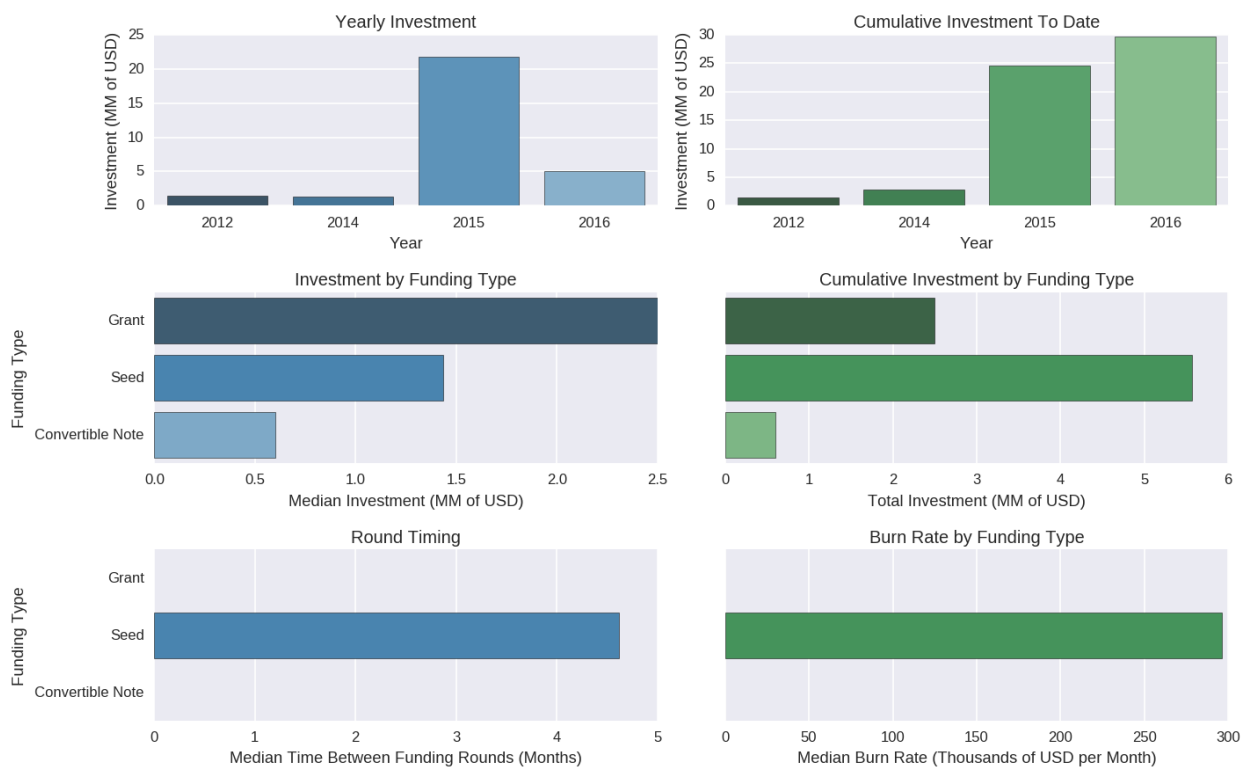 Yearly Investment
Investment (MM of USD)
25
20
15
10
5
0
2012 2014 2015 2016
Year
Cumulative Investment To Date
Investment (MM of USD)
30
25
20
15
10
5
0
2012 2014 2015 2016
Year
Investment by Funding Type
Funding Type
Grant
Seed
Convertible Note
0.0 0.5 1.0 1.5 2.0 2.5
Median Investment (MM of USD)
Cumulative Investment by Funding Type
0 1 2 3 4 5 6
Total Investment (MM of USD)
Round Timing
Funding Type
Grant
Seed
Convertible Note
0 1 2 3 4 5
Median Time Between Funding Rounds (Months)
Burn Rate by Funding Type
0 50 100 150 200 250 300
Median Burn Rate (Thousands of USD per Month)